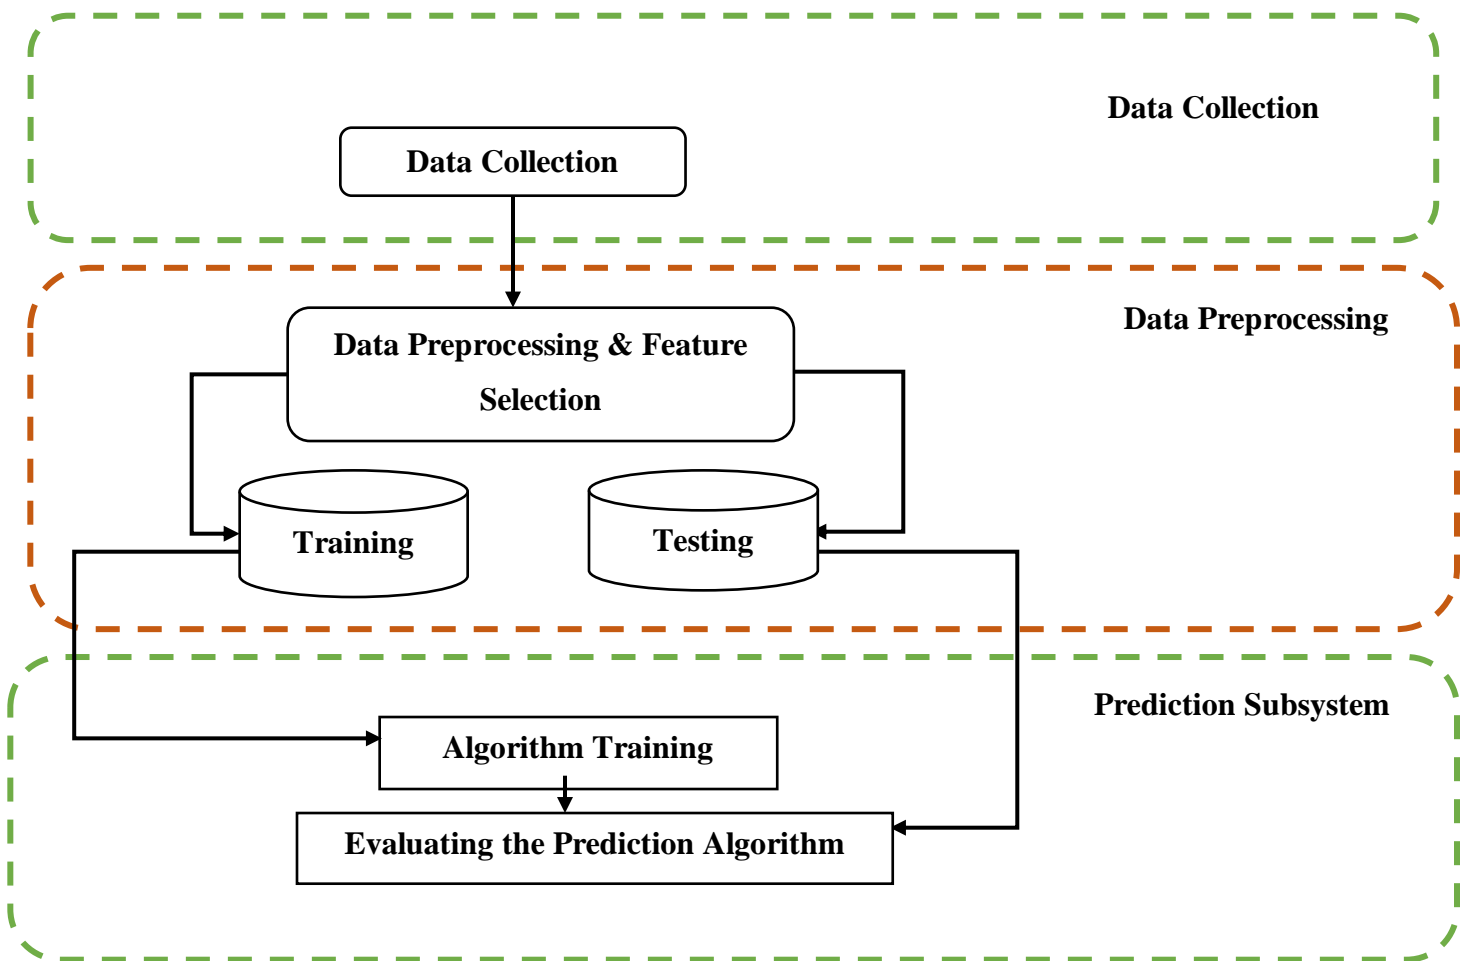 Data Collection
Data Collection
Data Preprocessing
Data Preprocessing & Feature
Selection
Training
Testing
Prediction Subsystem
Algorithm Training
Evaluating the Prediction Algorithm